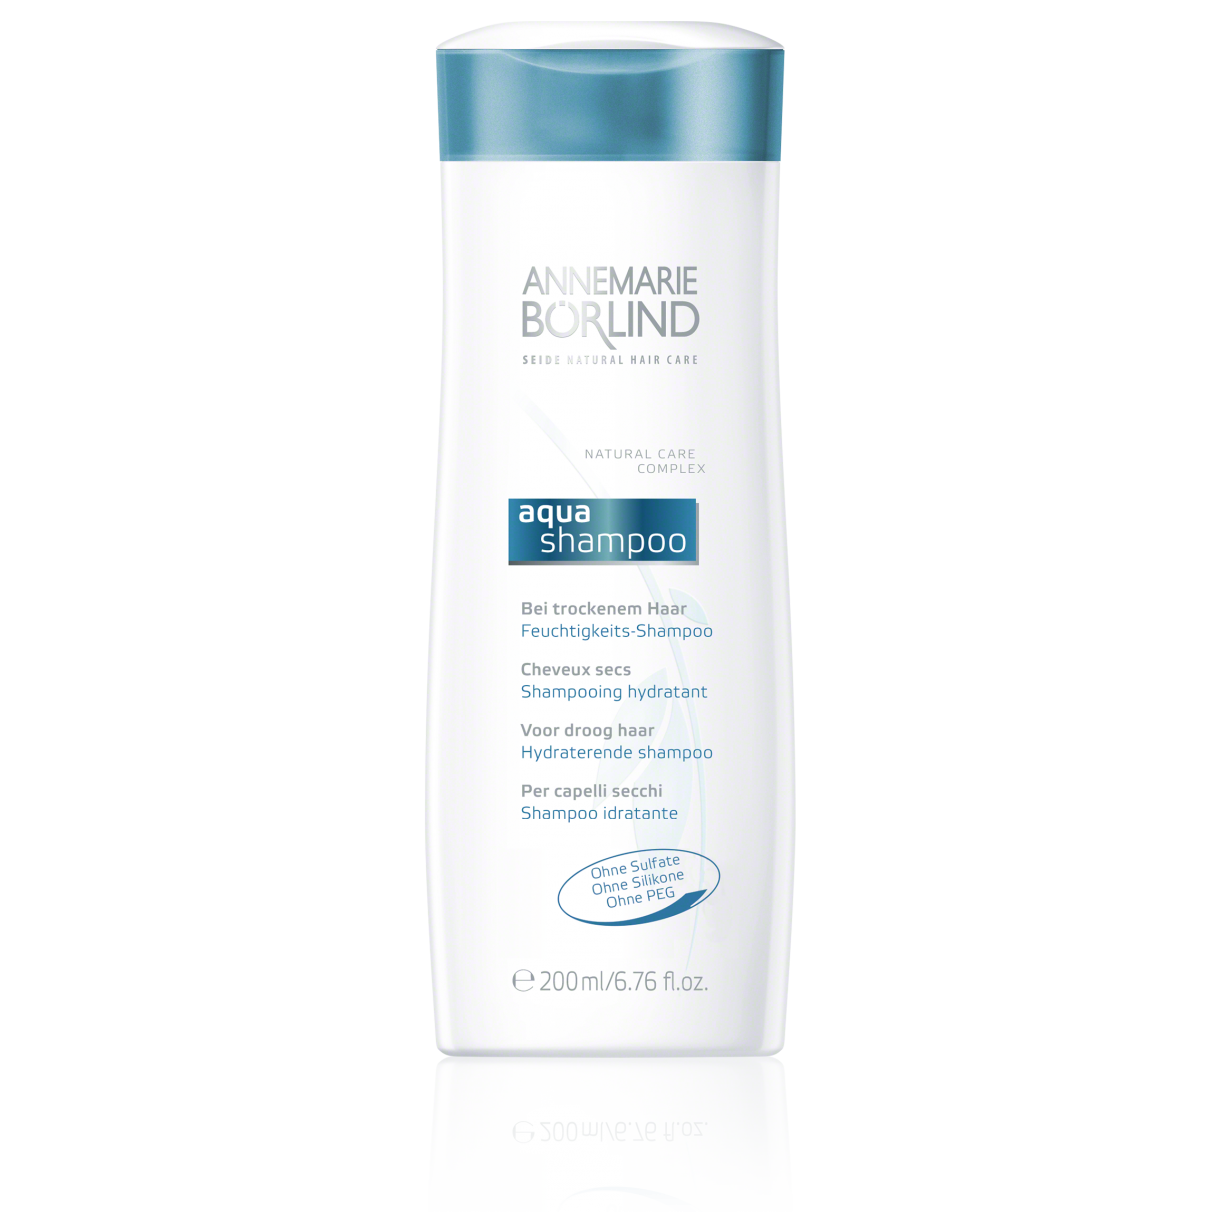 ANNEMARIE
BÖRLIND
SEIDE NATURAL HAIR CARE
NATURAL CARE
COMPLEX
aqua
shampoo
Bei trockenem Haar
Feuchtigkeits-Shampoo
Cheveux secs
Shampooing hydratant
Voor droog haar
Hydraterende shampoo
Per capelli secchi
Shampoo idratante
Ohne Sulfate
Ohne Silikone
Ohne PEG
℮ 200 ml/6.76 fl.oz.